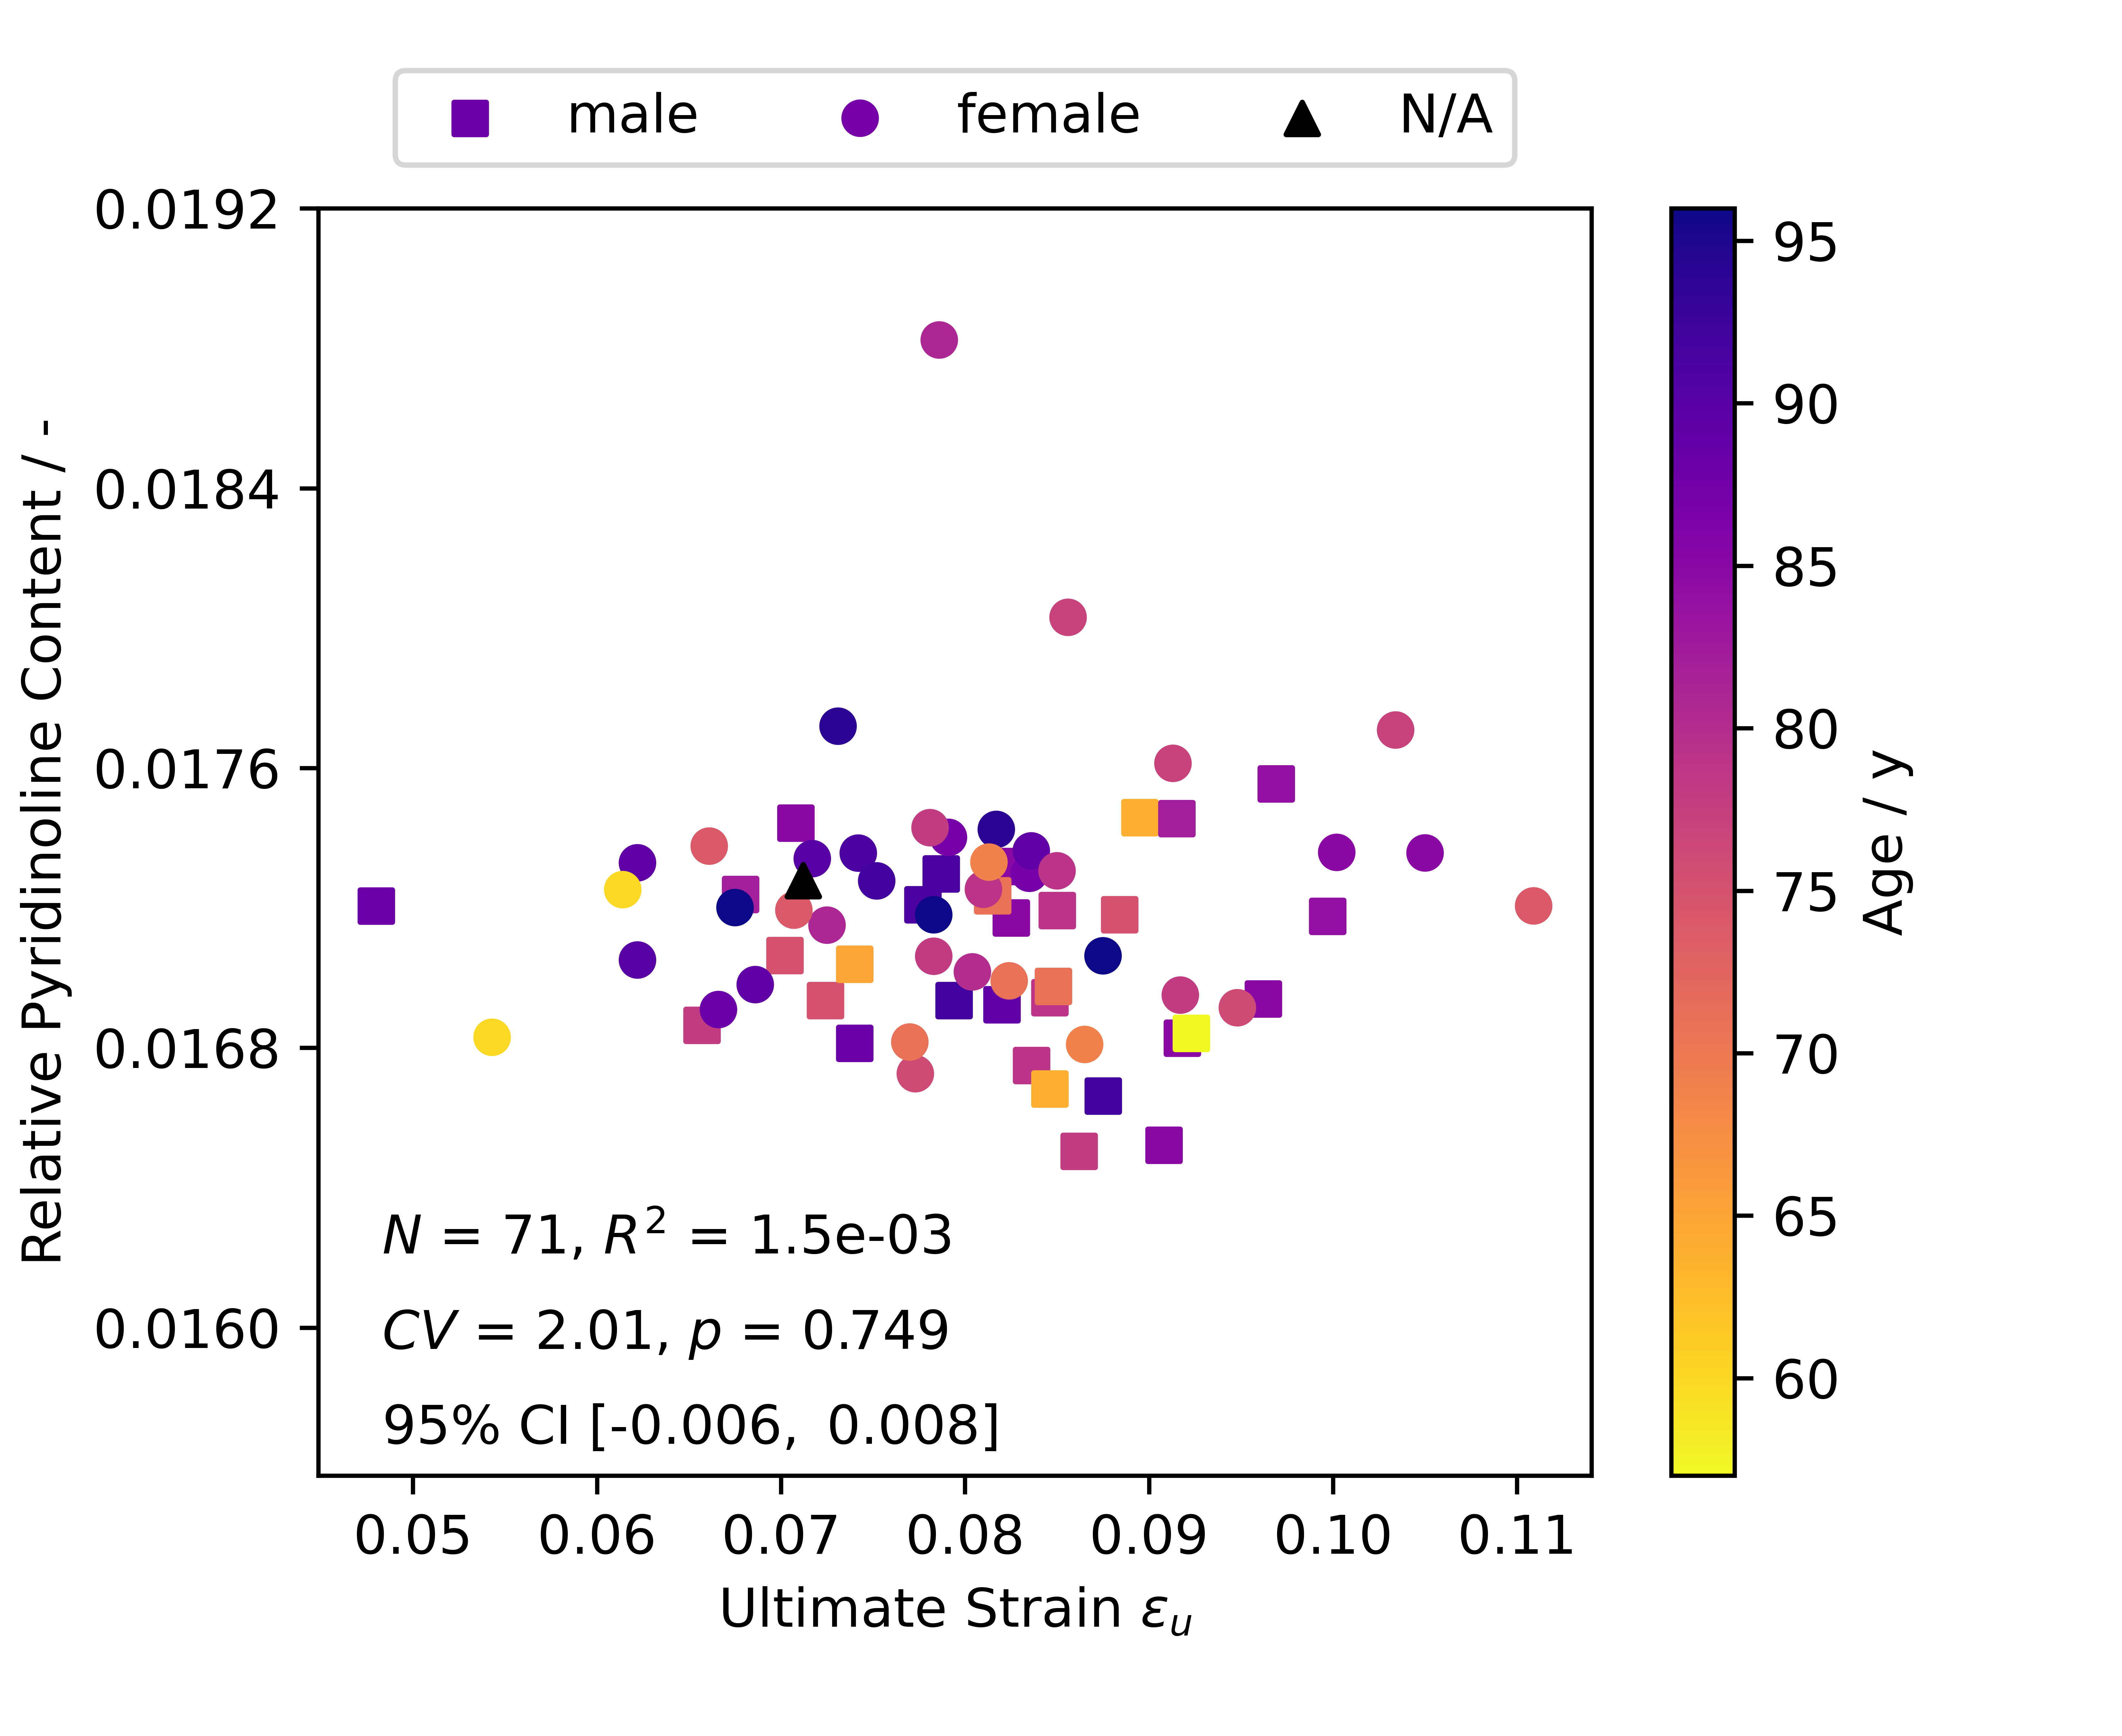 male female N/A
0.0192
0.0184
0.0176
0.0168
0.0160
Relative Pyridinoline Content / -
N = 71, R² = 1.5e-03
CV = 2.01, p = 0.749
95% CI [-0.006, 0.008]
0.05 0.06 0.07 0.08 0.09 0.10 0.11
Ultimate Strain εᵤ
95
90
85
80
75
70
65
60
Age / y